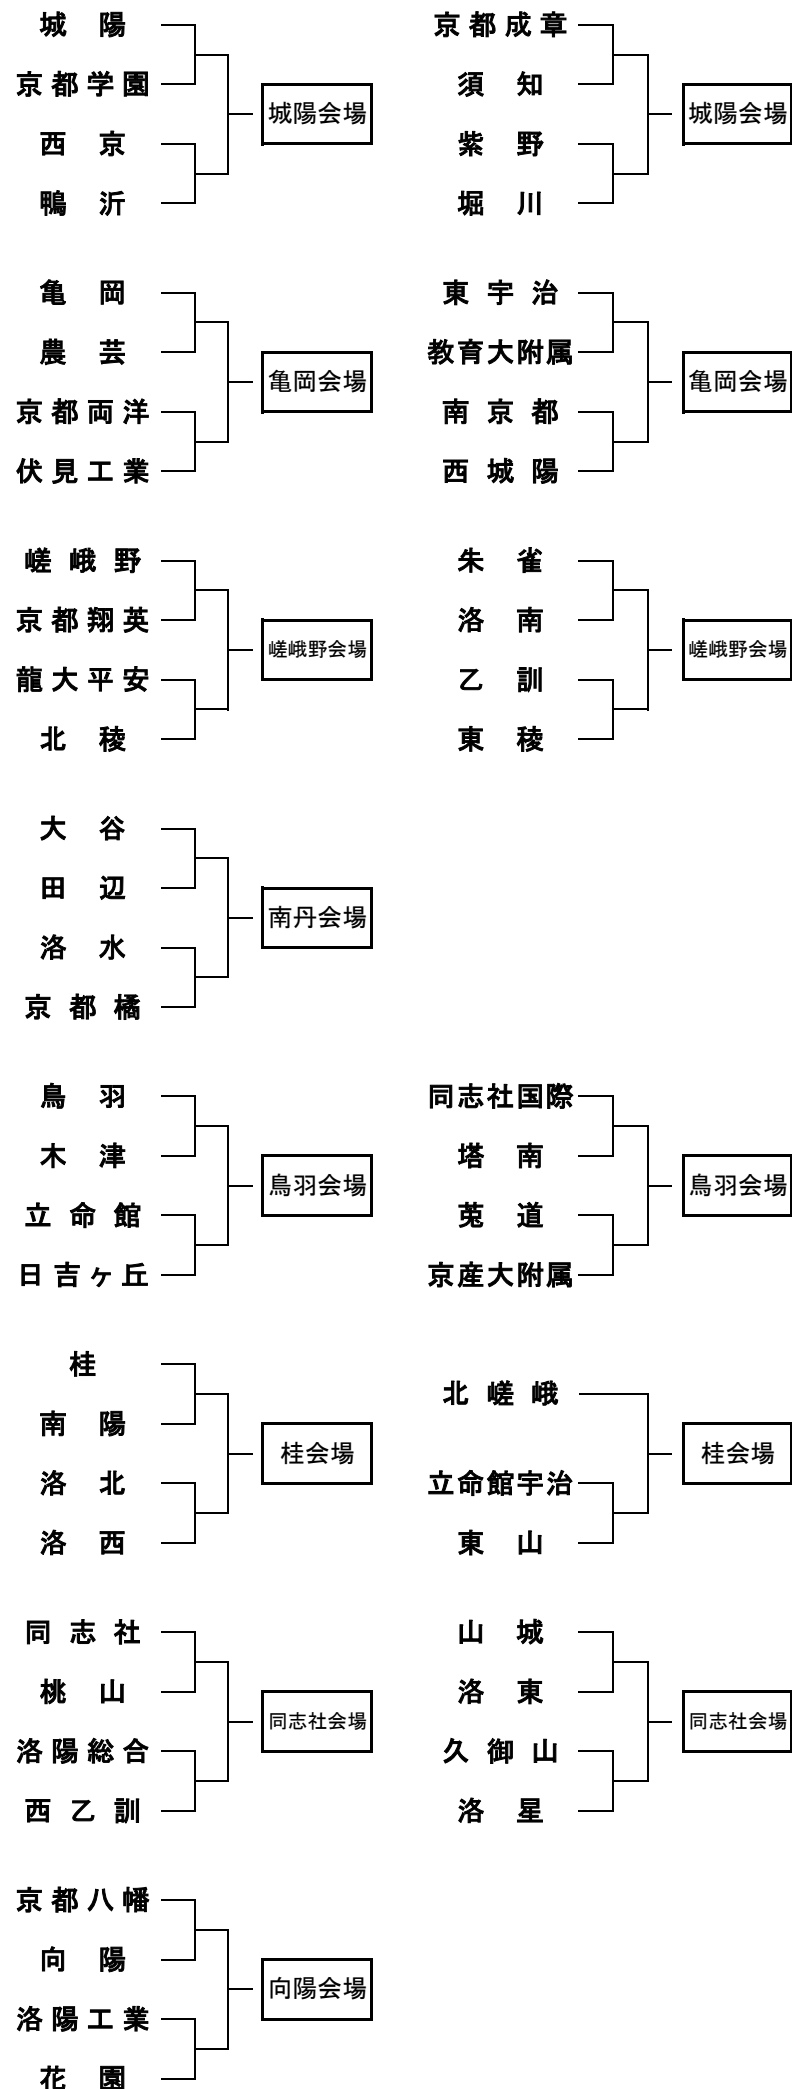 城陽
京都学園
城陽会場
西京
鴨沂
京都成章
須知
城陽会場
紫野
堀川
亀岡
農芸
亀岡会場
京都両洋
伏見工業
東宇治
教育大附属
亀岡会場
南京都
西城陽
嵯峨野
京都翔英
嵯峨野会場
龍大平安
北稜
朱雀
洛南
嵯峨野会場
乙訓
東稜
大谷
田辺
南丹会場
洛水
京都橘
鳥羽
木津
鳥羽会場
立命館
日吉ヶ丘
同志社国際
塔南
鳥羽会場
莵道
京産大附属
桂
南陽
桂会場
洛北
洛西
北嵯峨
桂会場
立命館宇治
東山
同志社
桃山
同志社会場
洛陽総合
西乙訓
山城
洛東
同志社会場
久御山
洛星
京都八幡
向陽
向陽会場
洛陽工業
花園